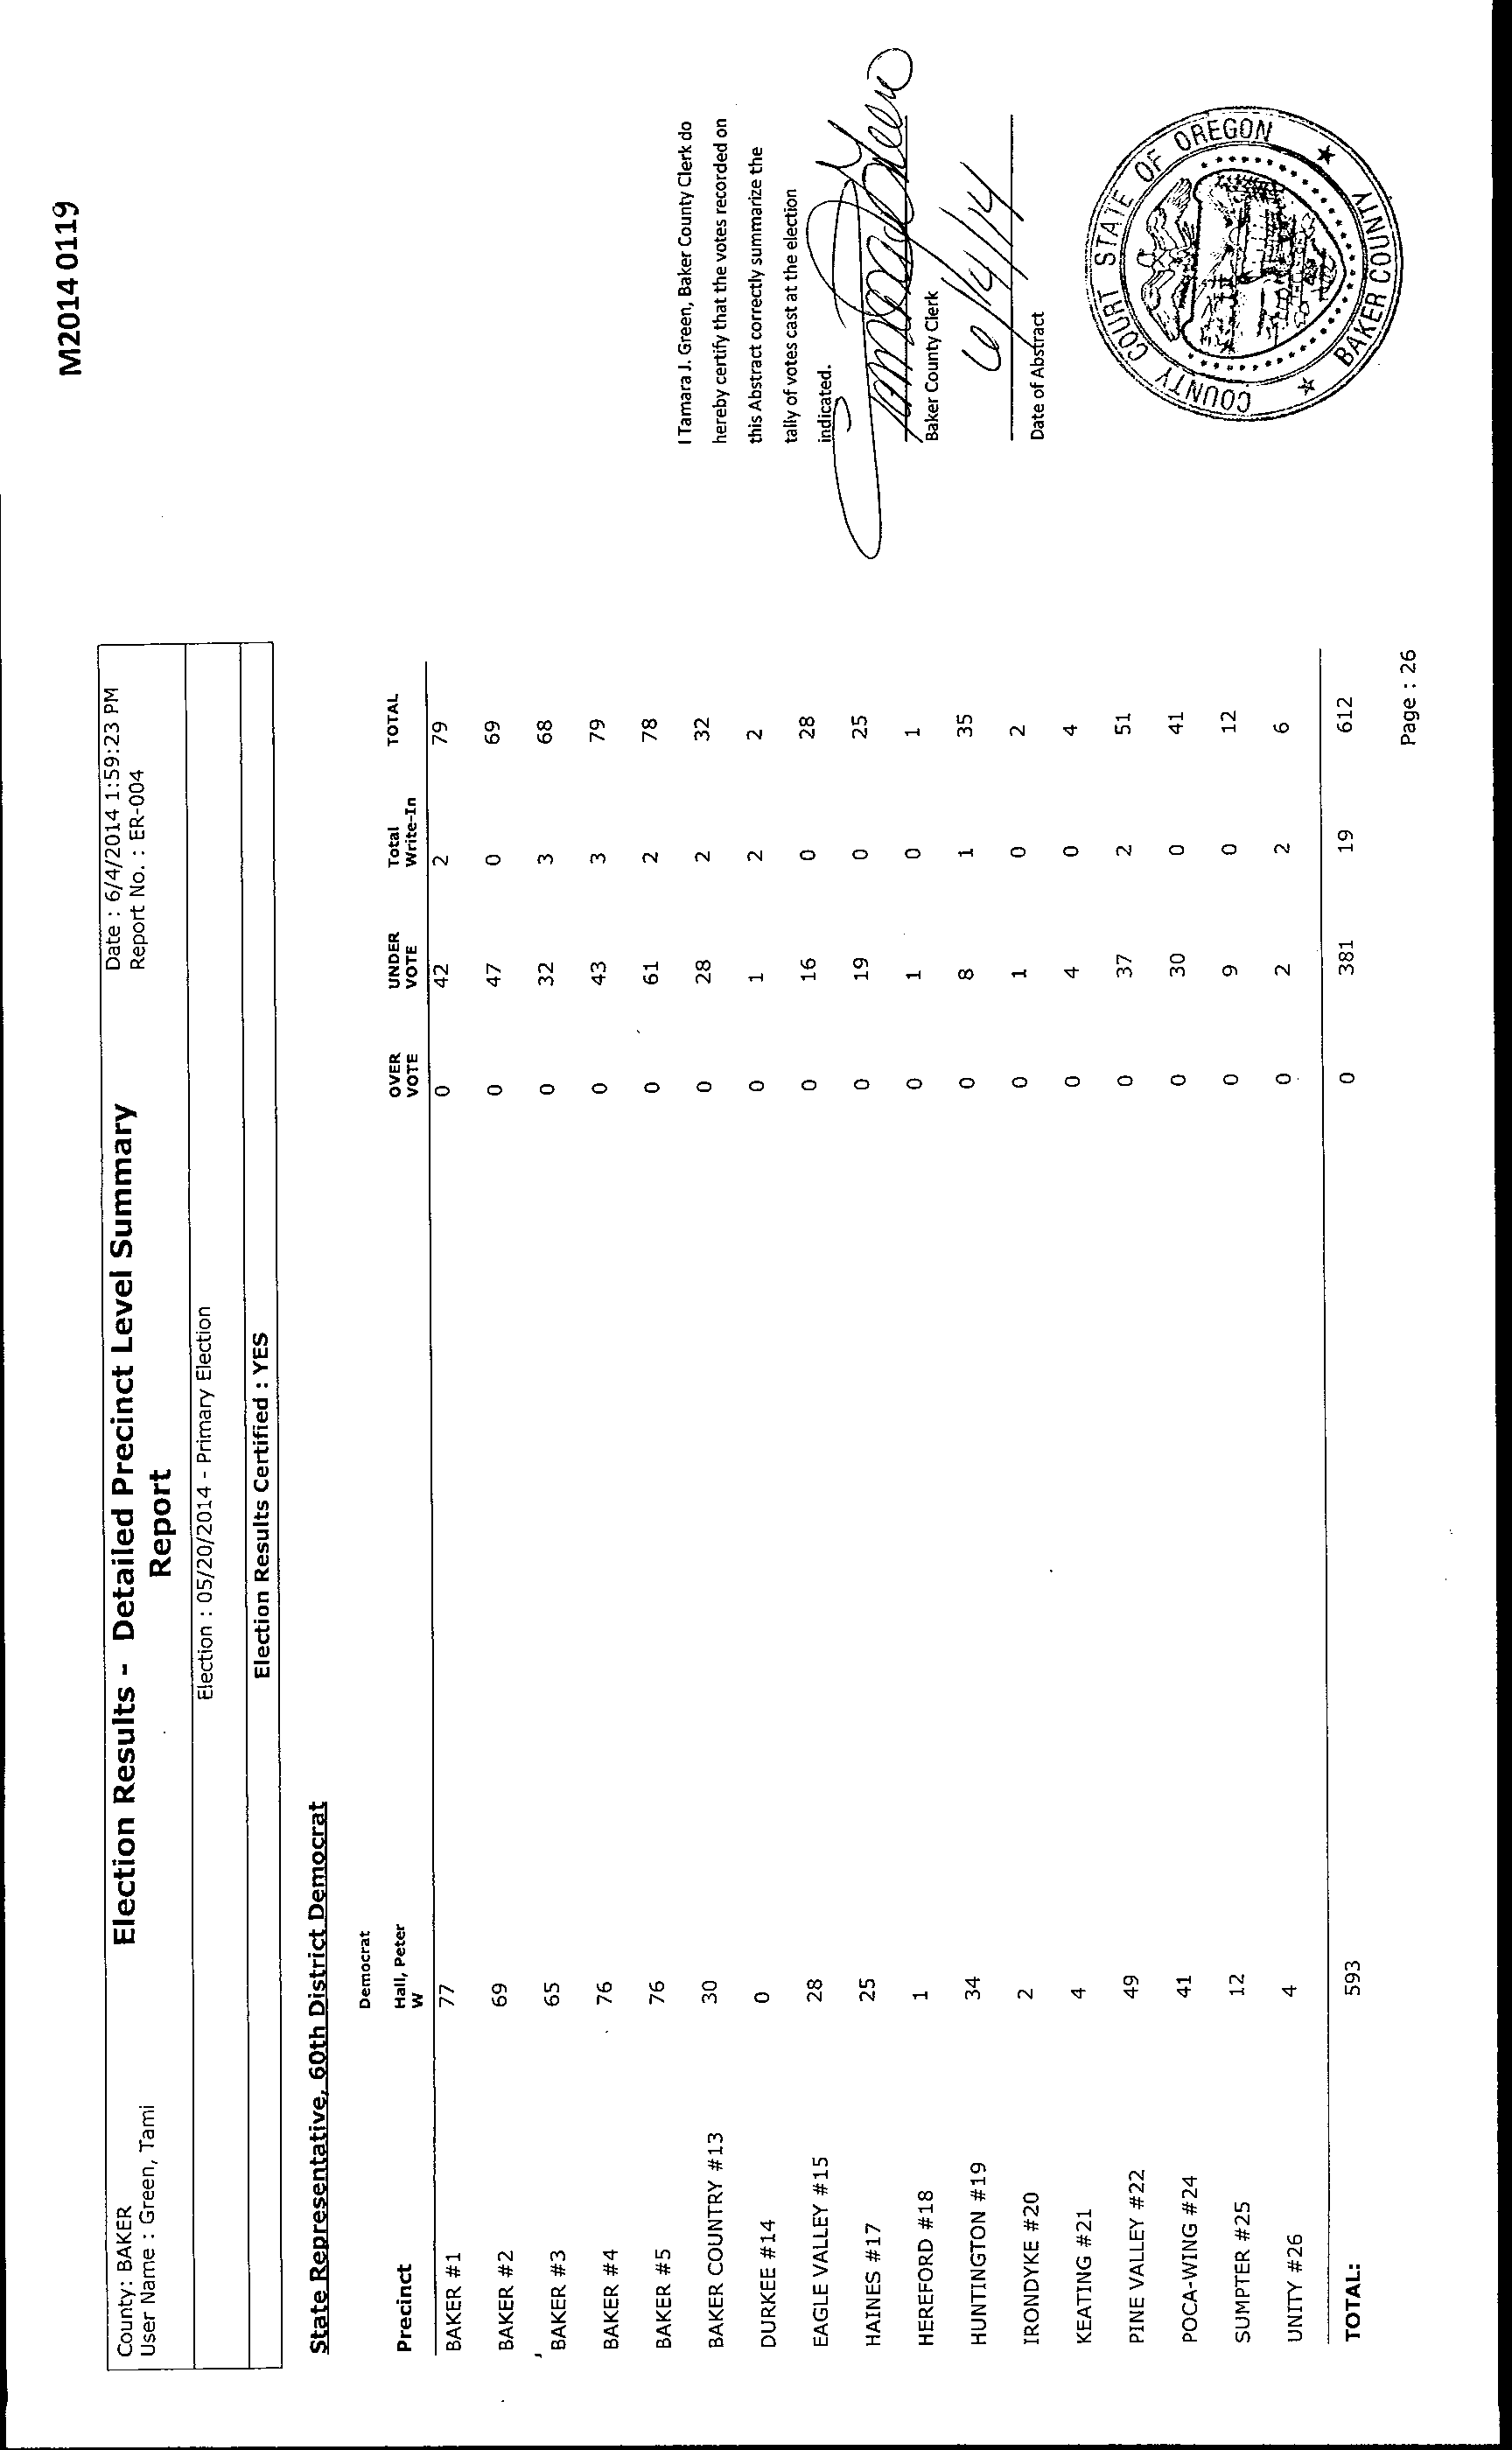 M2014 0119
County: BAKER
User Name : Green, Tami
Election Results - Detailed Precinct Level Summary
Report
Date : 6/4/2014 1:59:23 PM
Report No. : ER-004
Election : 05/20/2014 - Primary Election
Election Results Certified : YES
State Representative, 60th District Democrat
Democrat
Precinct Hall, Peter W OVER VOTE UNDER VOTE Total Write-In TOTAL
BAKER #1 77 0 42 2 79
BAKER #2 69 0 47 0 69
BAKER #3 65 0 32 3 68
BAKER #4 76 0 43 3 79
BAKER #5 76 0 61 2 78
BAKER COUNTRY #13 30 0 28 2 32
DURKEE #14 0 0 1 2 2
EAGLE VALLEY #15 28 0 16 0 28
HAINES #17 25 0 19 0 25
HEREFORD #18 1 0 1 0 1
HUNTINGTON #19 34 0 8 1 35
IRONDYKE #20 2 0 1 0 2
KEATING #21 4 0 4 0 4
PINE VALLEY #22 49 0 37 2 51
POCA-WING #24 41 0 30 0 41
SUMPTER #25 12 0 9 0 12
UNITY #26 4 0 2 2 6
TOTAL: 593 0 381 19 612
I Tamara J. Green, Baker County Clerk do
hereby certify that the votes recorded on
this Abstract correctly summarize the
tally of votes cast at the election
indicated.
Baker County Clerk
Date of Abstract
COUNTY COURT STATE OF OREGON
BAKER COUNTY
Page : 26